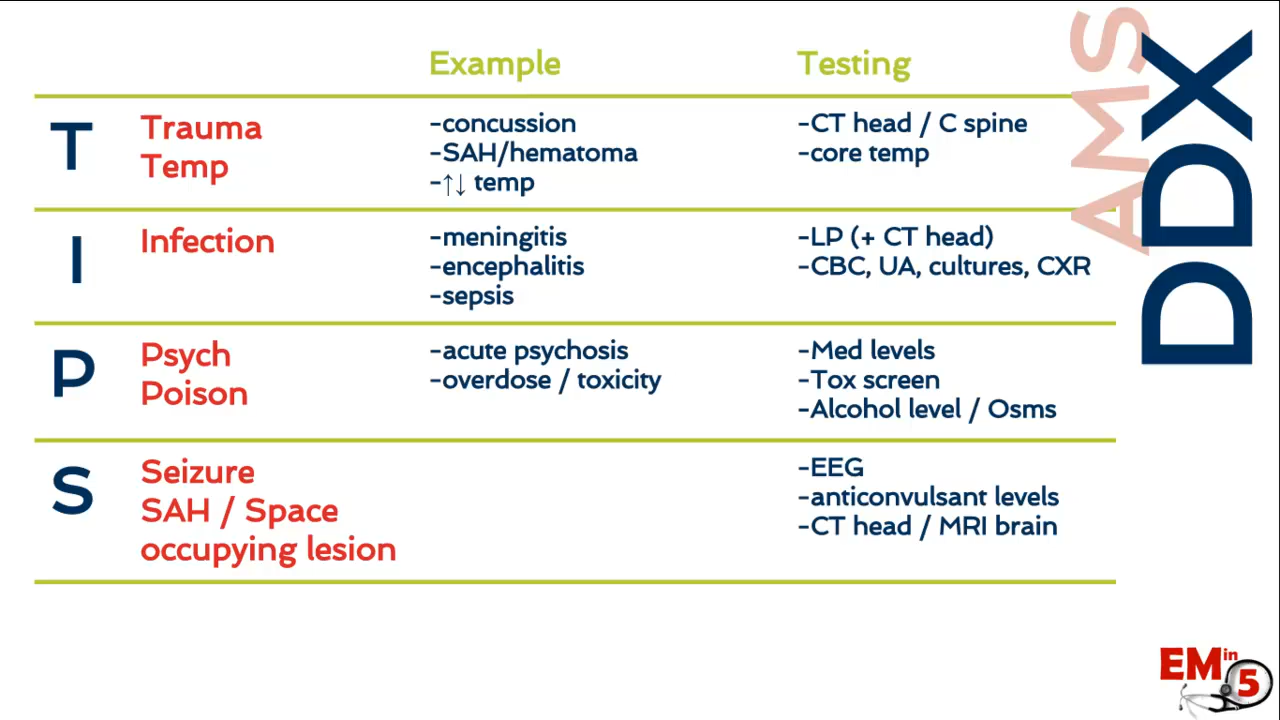 Example
Testing
T
Trauma
Temp
-concussion
-SAH/hematoma
-↑↓ temp
-CT head / C spine
-core temp
I
Infection
-meningitis
-encephalitis
-sepsis
-LP (+ CT head)
-CBC, UA, cultures, CXR
P
Psych
Poison
-acute psychosis
-overdose / toxicity
-Med levels
-Tox screen
-Alcohol level / Osms
S
Seizure
SAH / Space
occupying lesion
-EEG
-anticonvulsant levels
-CT head / MRI brain
AMS
DDX
EM in 5